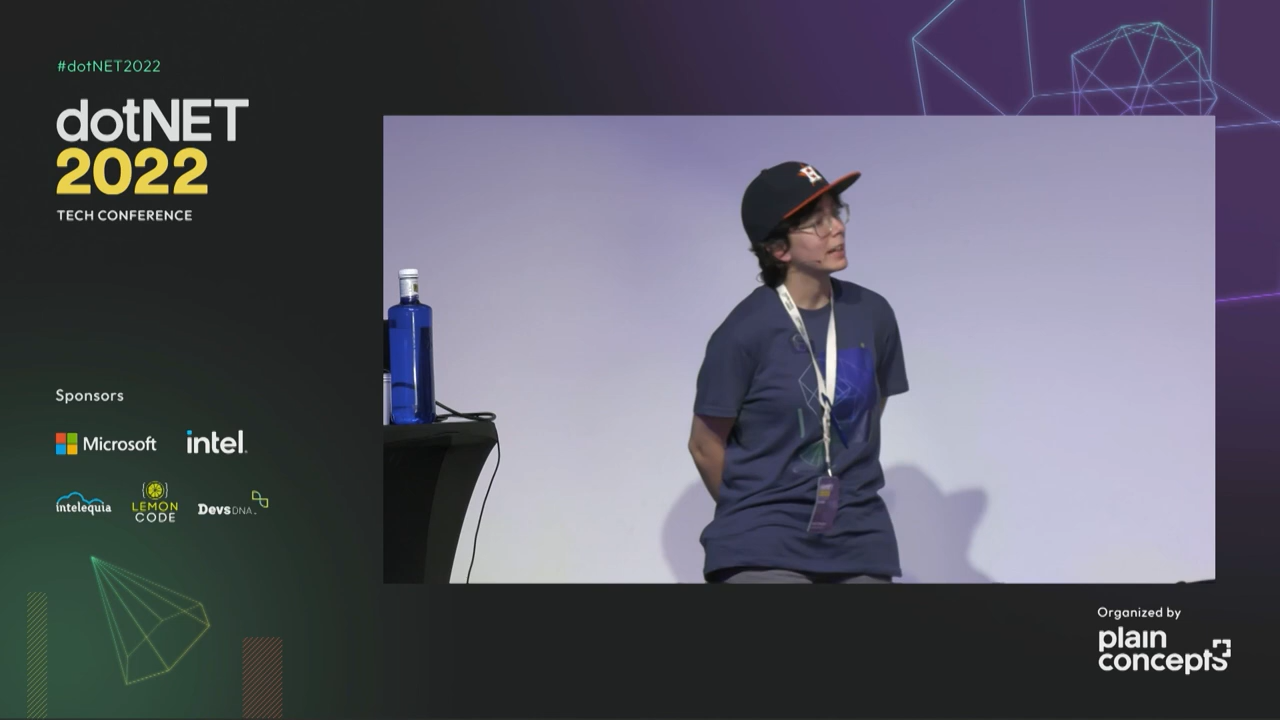 #dotNET2022
dotNET
2022
TECH CONFERENCE
Sponsors
Microsoft
intel.
intelequia
LEMON
CODE
DevsDNA.
H
Organized by
plain
concepts